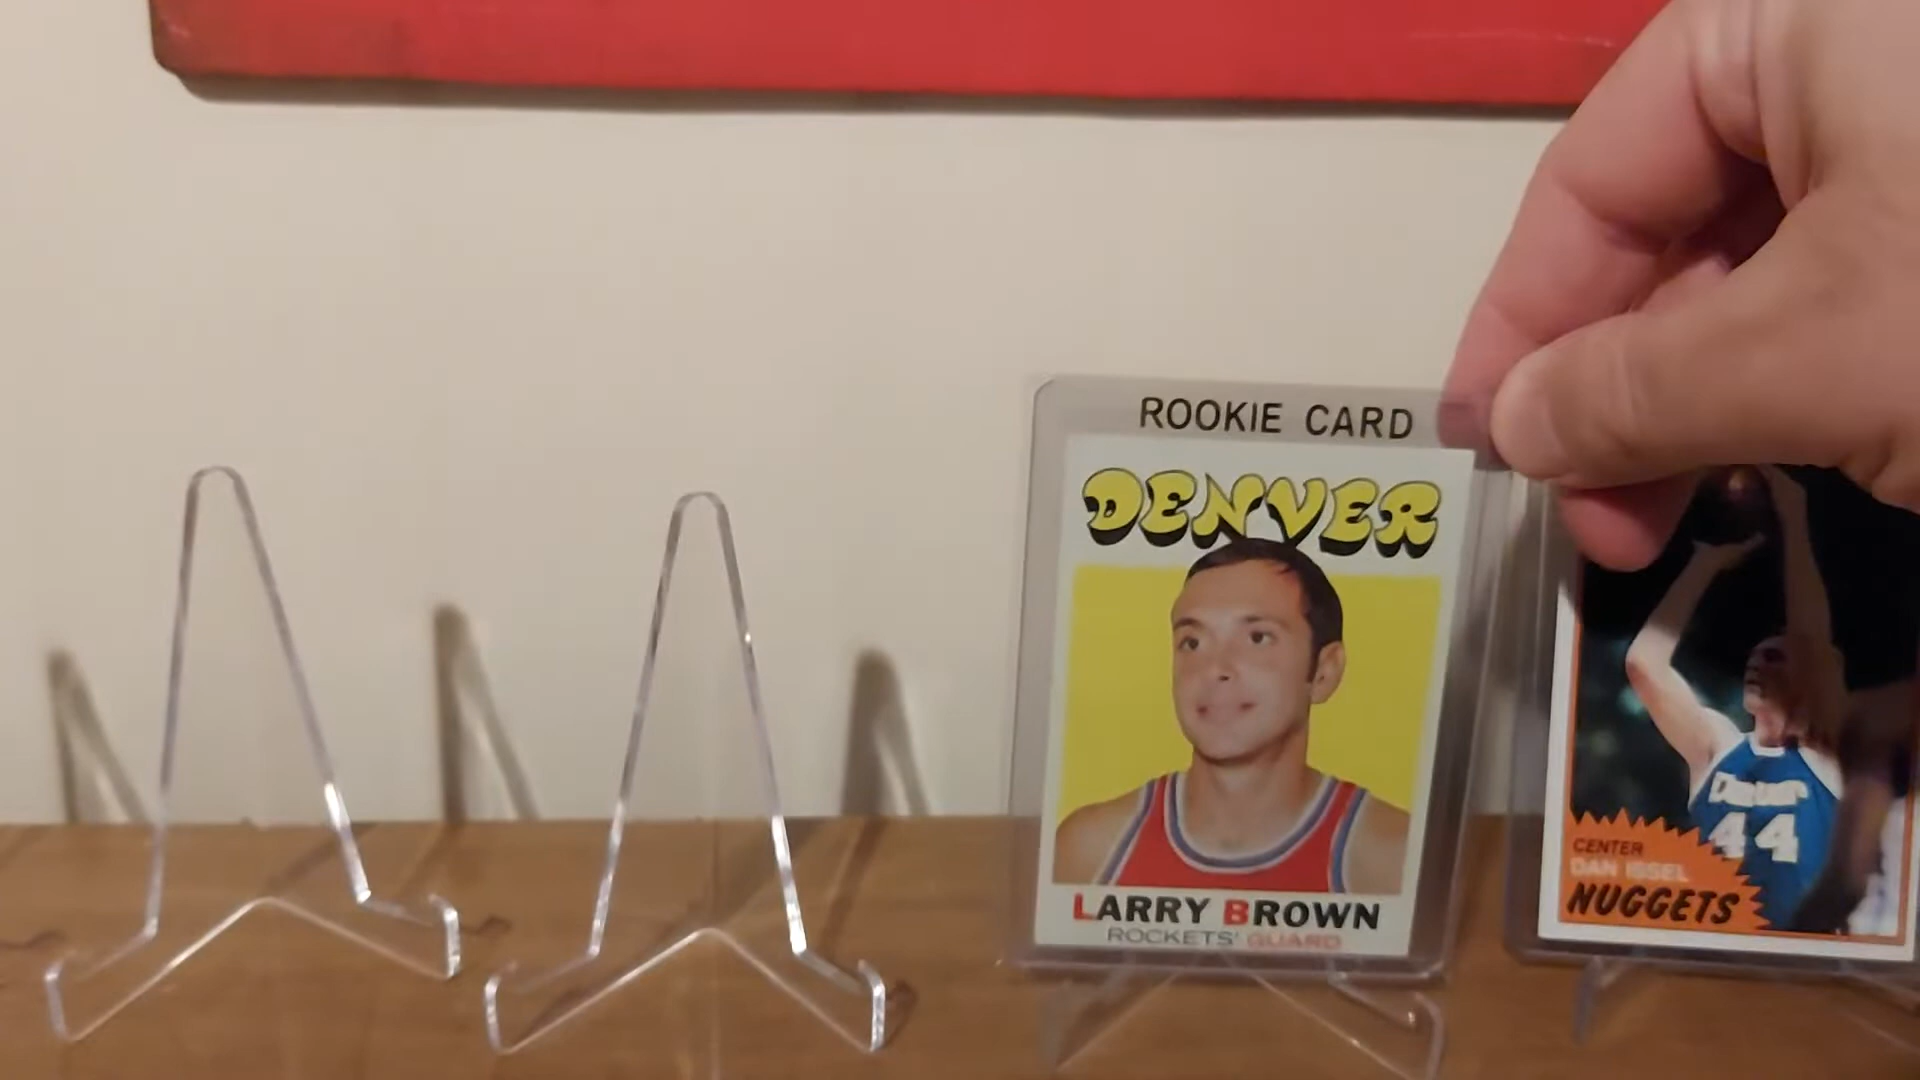 ROOKIE CARD
DENVER
LARRY BROWN
ROCKETS' GUARD
Denver
44
CENTER
DAN ISSEL
NUGGETS